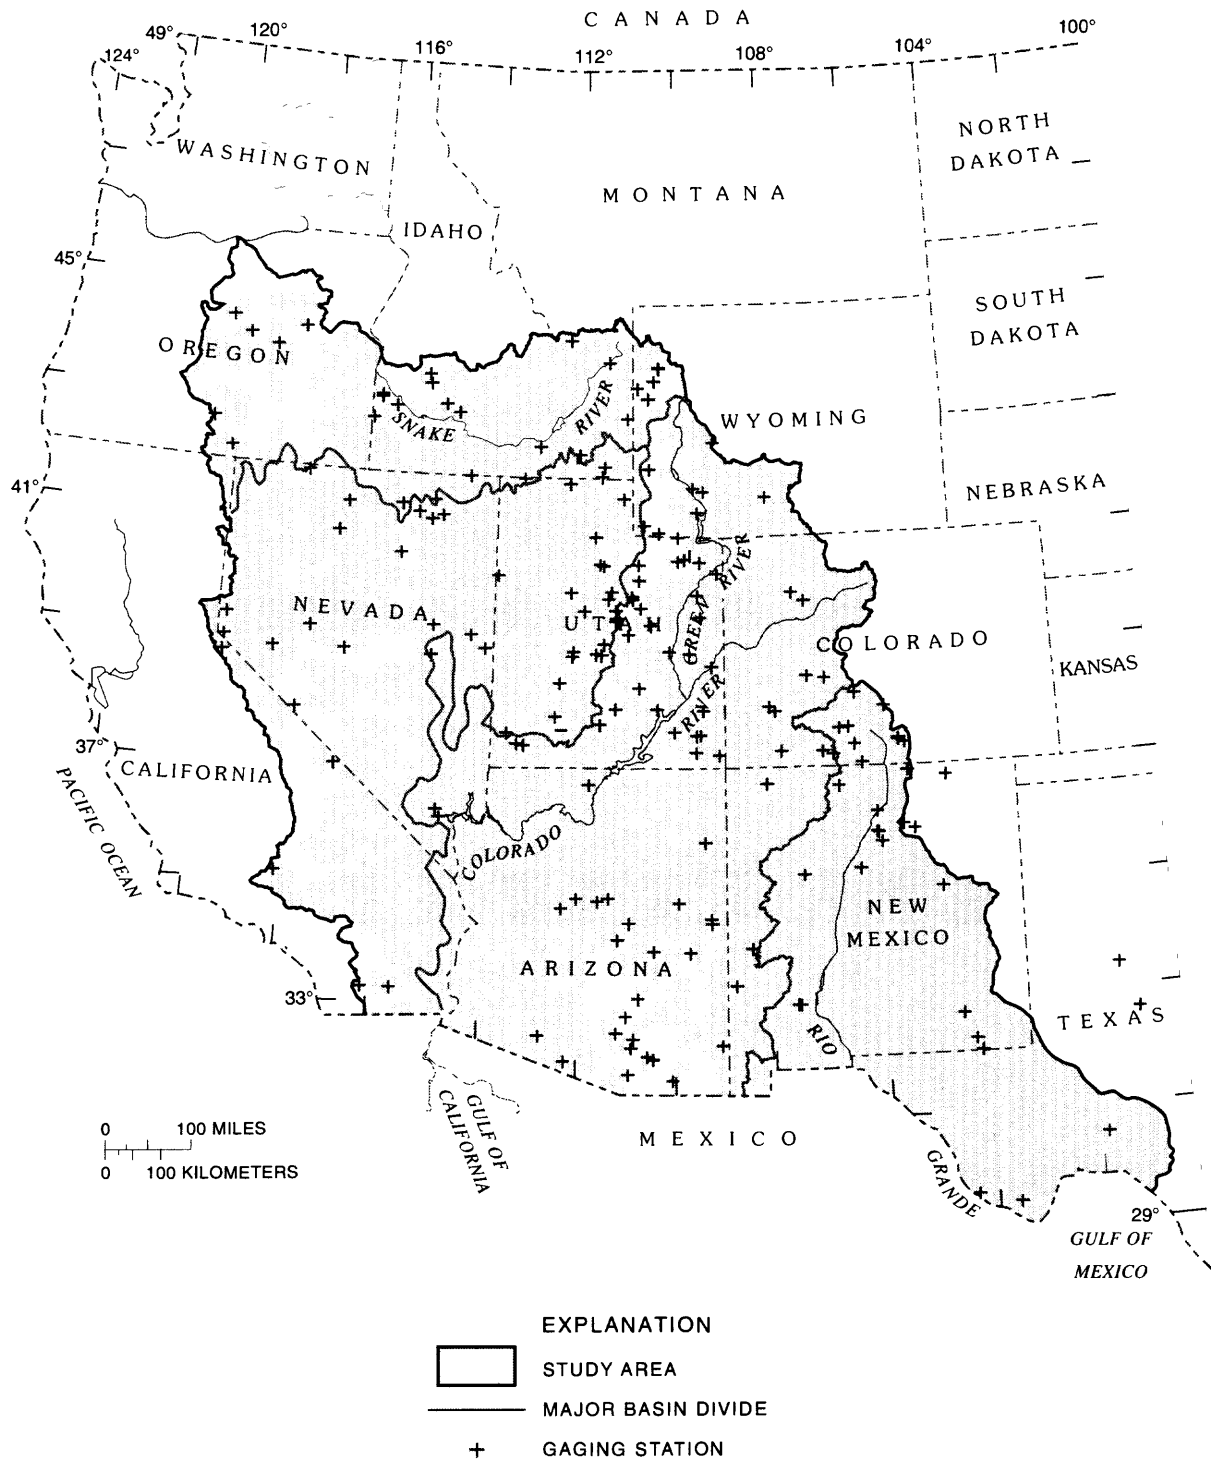 CANADA
49°
120°
124°
116°
112°
108°
104°
100°
WASHINGTON
NORTH
DAKOTA
MONTANA
IDAHO
45°
SOUTH
DAKOTA
OREGON
SNAKE
RIVER
WYOMING
41°
NEBRASKA
NEVADA
UTAH
GREEN
RIVER
COLORADO
KANSAS
RIVER
37°
CALIFORNIA
PACIFIC OCEAN
COLORADO
NEW
MEXICO
ARIZONA
33°
RIO
TEXAS
GULF OF
CALIFORNIA
0 100 MILES
0 100 KILOMETERS
MEXICO
GRANDE
29°
GULF OF
MEXICO
EXPLANATION
STUDY AREA
MAJOR BASIN DIVIDE
GAGING STATION